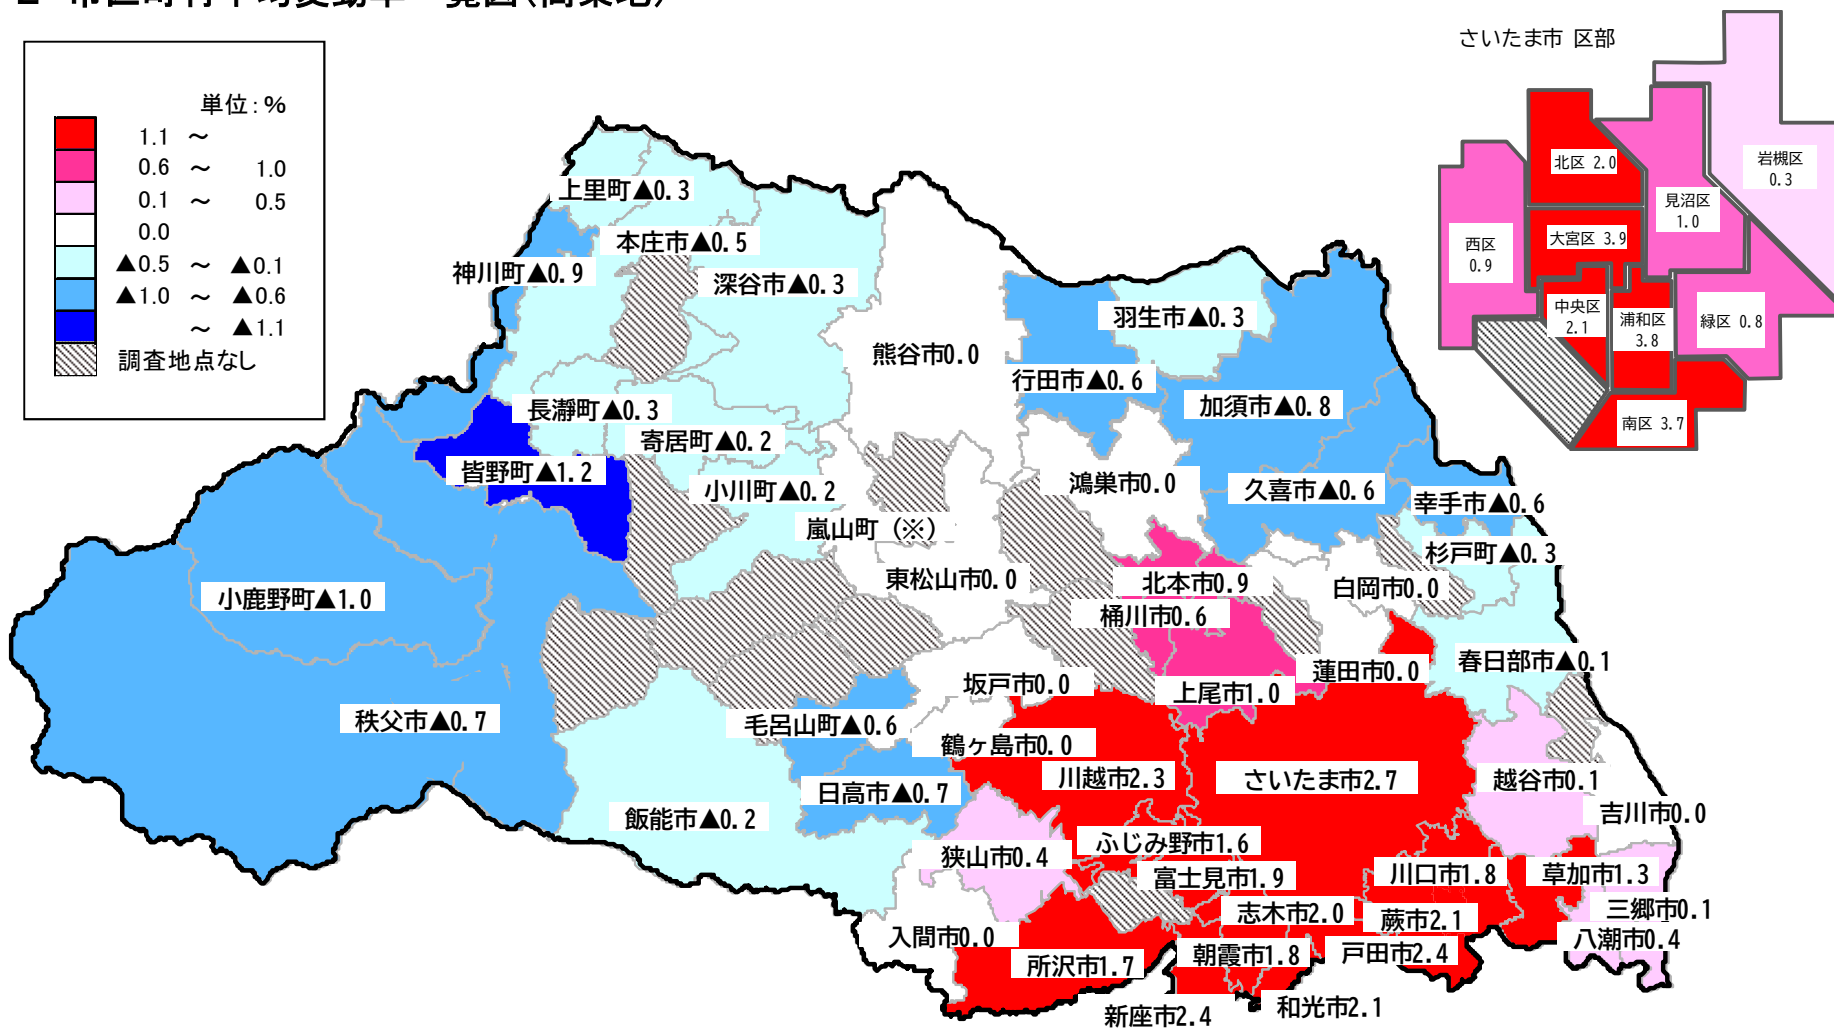 2 市区町村平均変動率一覧図(商業地)
単位:%
1.1 ～
0.6 ～ 1.0
0.1 ～ 0.5
0.0
▲0.5 ～ ▲0.1
▲1.0 ～ ▲0.6
～ ▲1.1
調査地点なし
さいたま市 区部
北区 2.0
岩槻区
0.3
見沼区
1.0
西区
0.9
大宮区 3.9
中央区
2.1
浦和区
3.8
緑区 0.8
南区 3.7
上里町▲0.3
本庄市▲0.5
神川町▲0.9
深谷市▲0.3
羽生市▲0.3
熊谷市0.0
行田市▲0.6
加須市▲0.8
長瀞町▲0.3
寄居町▲0.2
皆野町▲1.2
小川町▲0.2
鴻巣市0.0
久喜市▲0.6
幸手市▲0.6
嵐山町 (※)
杉戸町▲0.3
東松山市0.0
北本市0.9
白岡市0.0
小鹿野町▲1.0
桶川市0.6
春日部市▲0.1
蓮田市0.0
坂戸市0.0
上尾市1.0
秩父市▲0.7
毛呂山町▲0.6
鶴ヶ島市0.0
川越市2.3
さいたま市2.7
越谷市0.1
日高市▲0.7
飯能市▲0.2
吉川市0.0
ふじみ野市1.6
狭山市0.4
富士見市1.9
川口市1.8
草加市1.3
志木市2.0
蕨市2.1
三郷市0.1
入間市0.0
八潮市0.4
所沢市1.7
朝霞市1.8
戸田市2.4
新座市2.4
和光市2.1